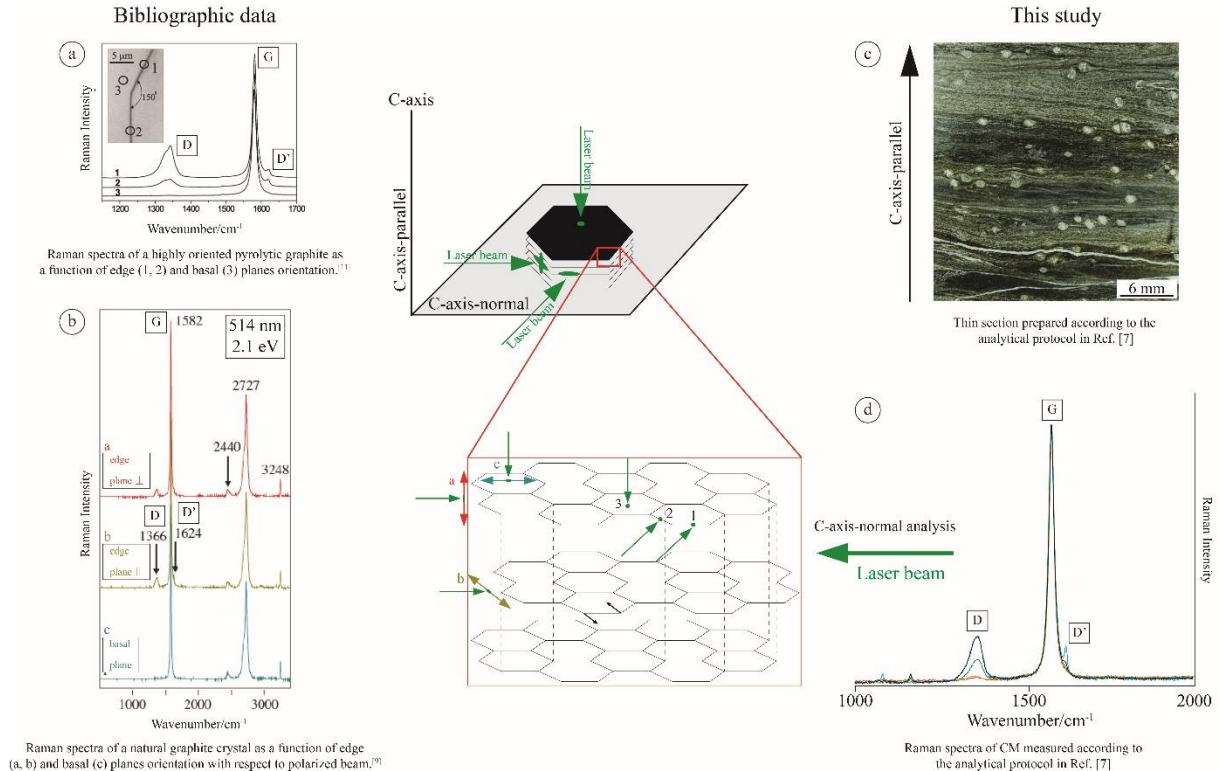 Bibliographic data
This study
a
5 µm
1
3
150°
2
G
D
D'
1
2
3
Raman Intensity
1200 1300 1400 1500 1600 1700
Wavenumber/cm-1
Raman spectra of a highly oriented pyrolytic graphite as
a function of edge (1, 2) and basal (3) planes orientation.[11]
b
G
1582
514 nm
2.1 eV
2727
2440
3248
a
edge
plane ⊥
D
D'
1366
1624
b
edge
plane ||
c
basal
plane
Raman Intensity
1000 2000 3000
Wavenumber/cm-1
Raman spectra of a natural graphite crystal as a function of edge
(a, b) and basal (c) planes orientation with respect to polarized beam.[9]
C-axis
C-axis-parallel
Laser beam
Laser beam
Laser beam
C-axis-normal
c
a
3
2
1
b
c
C-axis-parallel
6 mm
Thin section prepared according to the
analytical protocol in Ref. [7]
C-axis-normal analysis
Laser beam
d
G
D
D'
Raman Intensity
1000 1500 2000
Wavenumber/cm-1
Raman spectra of CM measured according to
the analytical protocol in Ref. [7]